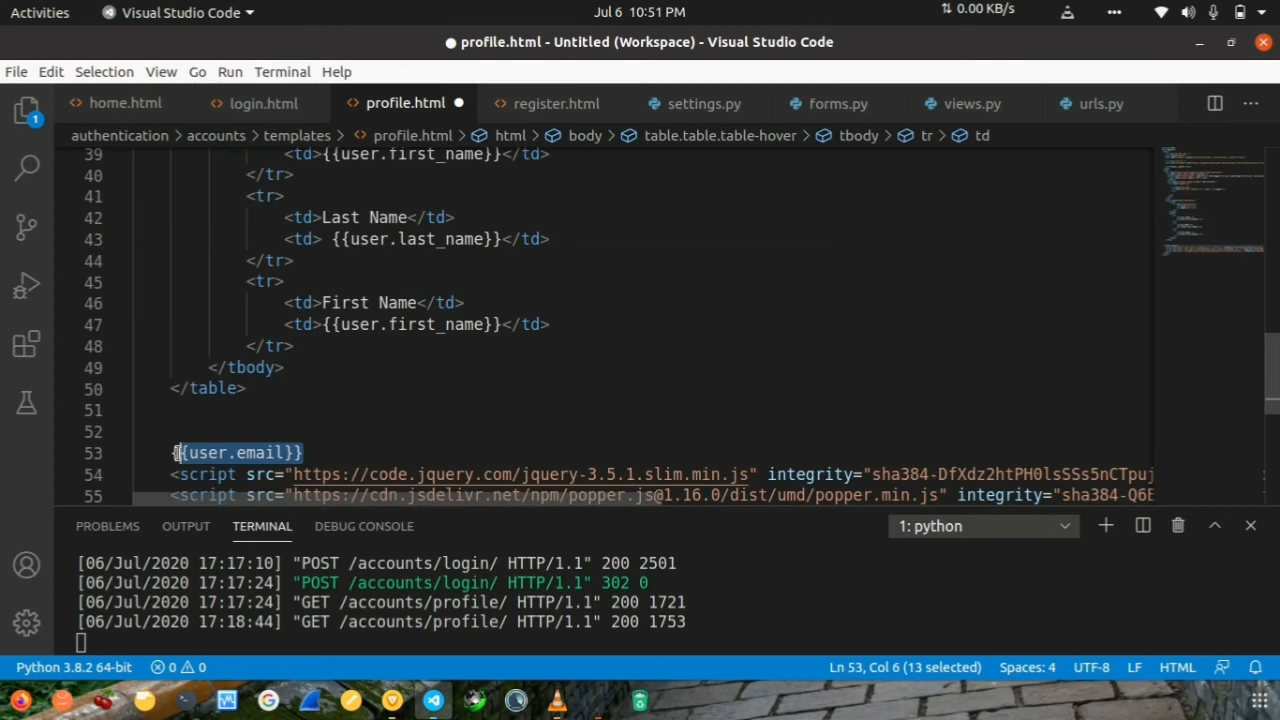 Activities Visual Studio Code Jul 6 10:51 PM 0.00 KB/s
profile.html - Untitled (Workspace) - Visual Studio Code
File Edit Selection View Go Run Terminal Help
home.html login.html profile.html register.html settings.py forms.py views.py urls.py
authentication > accounts > templates > profile.html > html > body > table.table.table-hover > tbody > tr > td
39 <td>{{user.first_name}}</td>
40 </tr>
41 <tr>
42 <td>Last Name</td>
43 <td> {{user.last_name}}</td>
44 </tr>
45 <tr>
46 <td>First Name</td>
47 <td>{{user.first_name}}</td>
48 </tr>
49 </tbody>
50 </table>
51
52
53 {{user.email}}
54 <script src="https://code.jquery.com/jquery-3.5.1.slim.min.js" integrity="sha384-DfXdz2htPH0lsSSs5nCTpuj
55 <script src="https://cdn.jsdelivr.net/npm/popper.js@1.16.0/dist/umd/popper.min.js" integrity="sha384-Q6E
1
PROBLEMS OUTPUT TERMINAL DEBUG CONSOLE 1: python
[06/Jul/2020 17:17:10] "POST /accounts/login/ HTTP/1.1" 200 2501
[06/Jul/2020 17:17:24] "POST /accounts/login/ HTTP/1.1" 302 0
[06/Jul/2020 17:17:24] "GET /accounts/profile/ HTTP/1.1" 200 1721
[06/Jul/2020 17:18:44] "GET /accounts/profile/ HTTP/1.1" 200 1753
Python 3.8.2 64-bit 0 0 Ln 53, Col 6 (13 selected) Spaces: 4 UTF-8 LF HTML